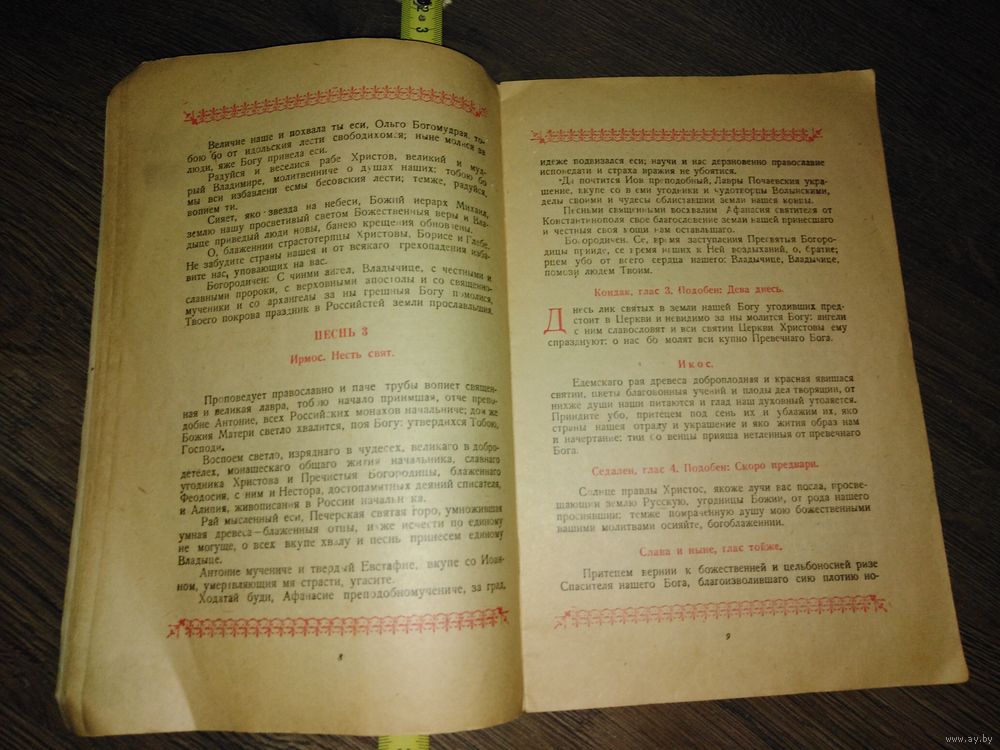 Величие наше и похвала ты еси, Ольго Богомудрая, то-
бою бо от идольския лести свободихомся; ныне молися за
люди, яже Богу привела еси.
Радуйся и веселися рабе Христов, великий и муд-
рый Владимире, молитвенниче о душах наших: тобою бо
мы вси избавлени есмы бесовския лести; темже, радуйся,
вопием ти.
Сияет, яко звезда на небеси, Божий иерарх Михаил,
землю нашу просветивый светом Божественныя веры и Вла-
дыце приведый люди новы, банею крещения обновлены.
О, блаженнии страстотерпцы Христовы, Борисе и Глебе,
Не забудите страны нашея и от всякаго грехопадения изба-
вите нас, уповающих на вас.
Богородичен: С чинми ангел, Владычице, с честными и
славными пророки, с верховными апостолы и со священно-
мученики и со архангелы за ны грешныя Богу помолися,
Твоего покрова праздник в Российстей земли прославльшия.
ПЕСНЬ 3
Ирмос. Несть свят.
Проповедует православно и паче трубы вопиет священ-
ная и великая лавра, тобою начало приимшая, отче препо-
добне Антоние, всех Российских монахов начальниче; дом же
Божия Матери светло хвалится, поя Богу: утвердихся Тобою,
Господи.
Воспоем светло, изряднаго в чудесех, великаго в добро-
детелех, монашескаго общаго жития начальника, славнаго
угодника Христова и Пречистыя Богородицы, блаженнаго
Феодосия, с ним и Нестора, достопамятных деяний списателя,
и Алипия, живописания в России начальника.
Рай мысленный еси, Печерская святая горо, умноживший
умная древеса—блаженныя отцы, ихже исчести по единому
не могуще, о всех вкупе хвалу и песнь принесем единому
Владыце.
Антоние мучениче и твердый Евстафие, вкупе со Иоан-
ном, умервляющия мя страсти, угасите.
Ходатай буди, Афанасие преподобномучениче, за град,
8
идеже подвизался еси; научи и нас дерзновенно православие
исповедати и страха вражия не убоятися.
Да почтится Иов преподобный, Лавры Почаевския укра-
шение, вкупе со всеми угодники и чудотворцы Волынскими,
делы своими и чудесы облиставшии земли нашея концы.
Песньми священными восхвалим Афанасия святителя от
Константинополя свое благословение земли нашей принесшаго
и честныя своя мощи нам оставльшаго.
Богородичен. Се, время заступления Пресвятыя Богоро-
дицы прииде, се время наших к Ней воздыханий, о, братие;
рцем убо от всего сердца нашего: Владычице, Владычице,
помози людем Твоим.
Кондак, глас 3. Подобен: Дева днесь.
Днесь лик святых в земли нашей Богу угодивших пред-
стоит в Церкви и невидимо за ны молится Богу: ангели
с ним славословят и вси святии Церкви Христовы ему
спразднуют: о нас бо молят вси купно Превечнаго Бога.
Икос.
Едемскаго рая древеса доброплодная и красная явишася
святии, цветы благовонныя учений и плоды дел творящии, от
нихже души наши питаются и глад наш духовный утоляется.
Приидите убо, притецем под сень их и ублажим их, яко
страны нашея отраду и украшение и яко жития образ нам
и начертание: тии бо венцы прияша нетленныя от превечнаго
Бога.
Седален, глас 4. Подобен: Скоро предвари.
Солнце правды Христос, якоже лучи вас посла, просве-
щающия землю Русскую, угодницы Божии, от рода нашего
просиявшии: темже помраченную душу мою божественными
вашими молитвами осияйте, богоблаженнии.
Слава и ныне, глас тойже.
Притецем вернии к божественней и цельбоносней ризе
Спасителя нашего Бога, благоизволившаго сию плотию но-
9
www.ay.by